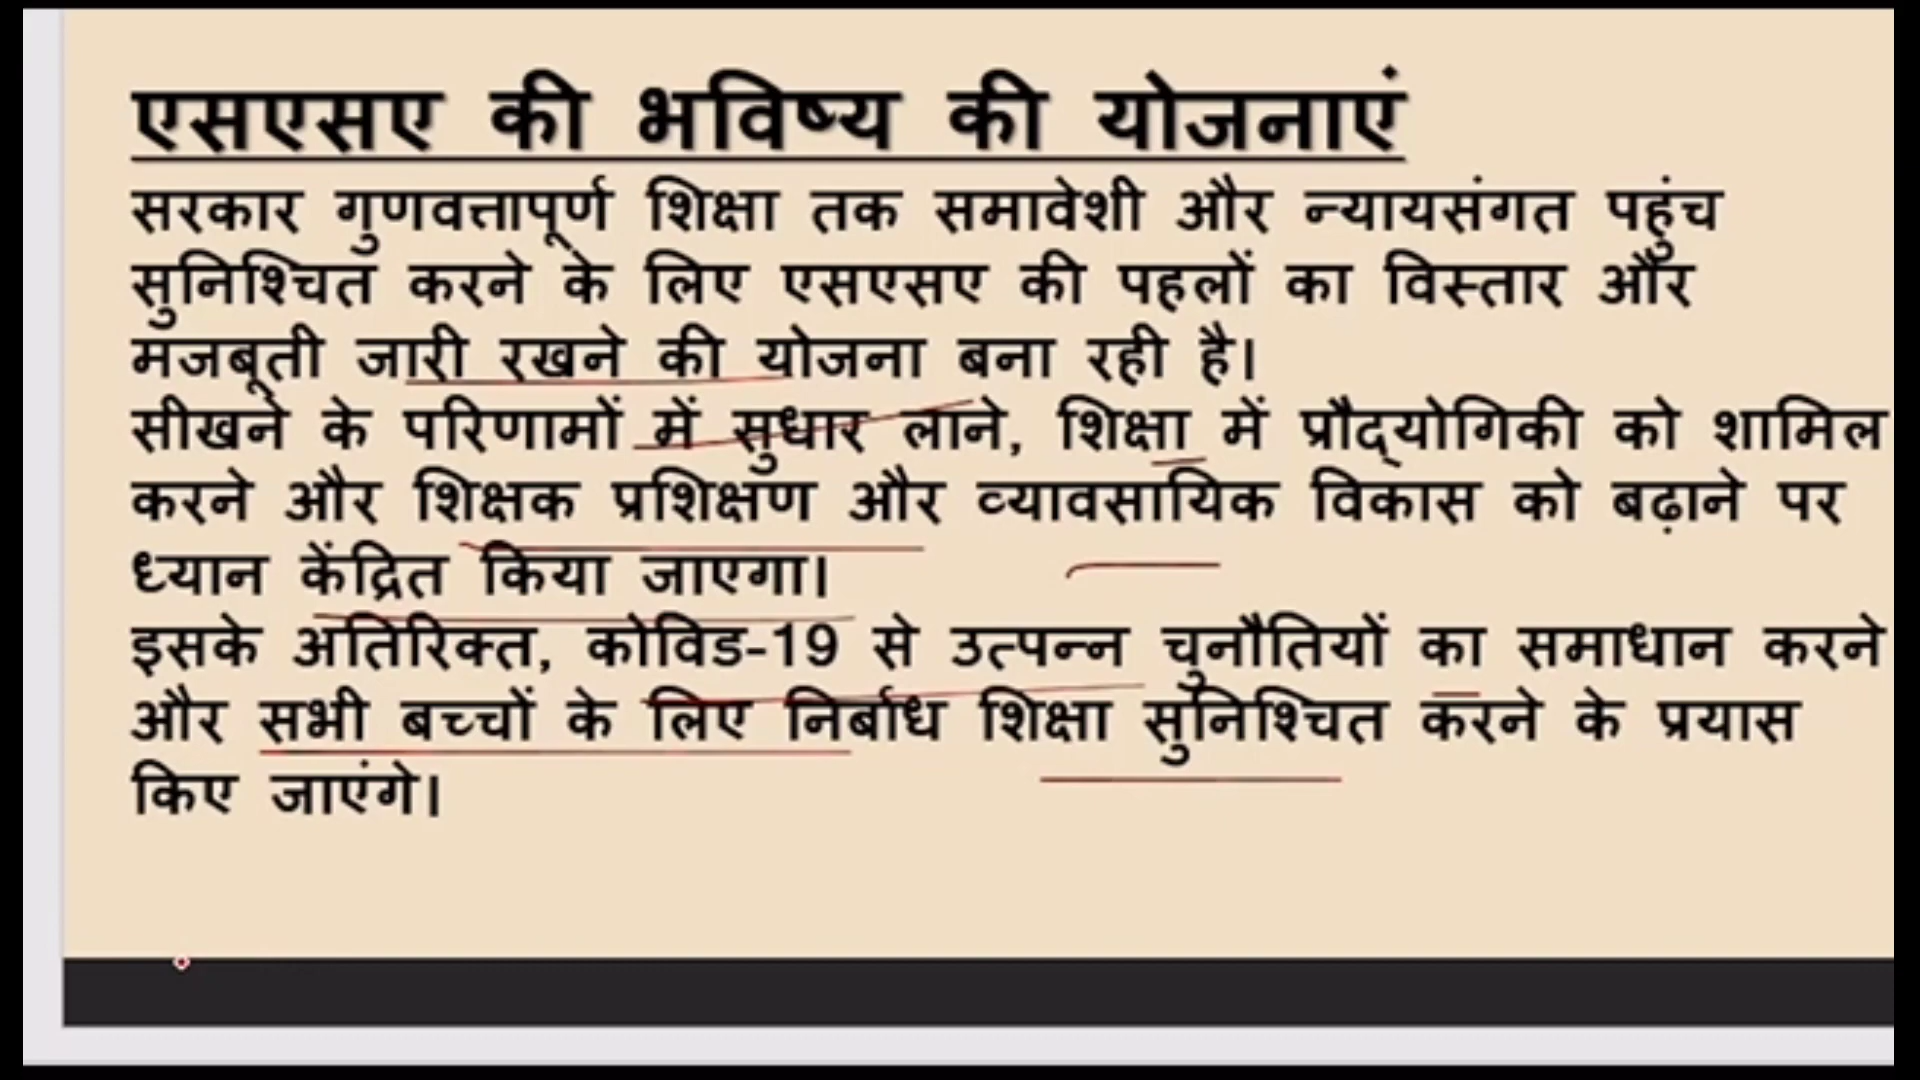 एसएसए की भविष्य की योजनाएं
सरकार गुणवत्तापूर्ण शिक्षा तक समावेशी और न्यायसंगत पहुंच
सुनिश्चित करने के लिए एसएसए की पहलों का विस्तार और
मजबूती जारी रखने की योजना बना रही है।
सीखने के परिणामों में सुधार लाने, शिक्षा में प्रौद्योगिकी को शामिल
करने और शिक्षक प्रशिक्षण और व्यावसायिक विकास को बढ़ाने पर
ध्यान केंद्रित किया जाएगा।
इसके अतिरिक्त, कोविड-19 से उत्पन्न चुनौतियों का समाधान करने
और सभी बच्चों के लिए निर्बाध शिक्षा सुनिश्चित करने के प्रयास
किए जाएंगे।